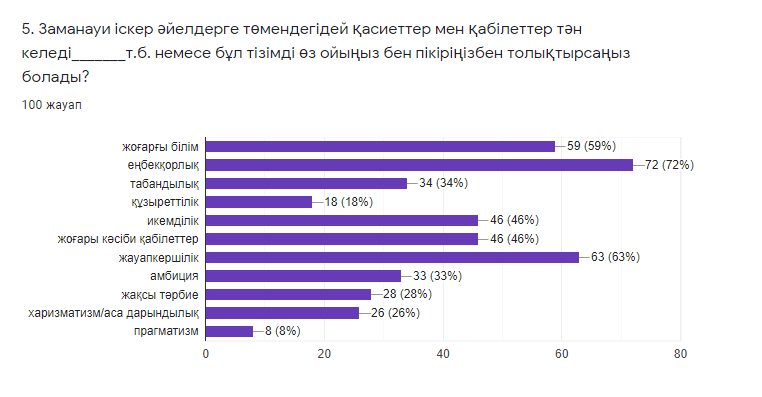 5. Заманауи іскер әйелдерге төмендегідей қасиеттер мен қабілеттер тән
келеді_______т.б. немесе бұл тізімді өз ойыңыз бен пікіріңізбен толықтырсаңыз
болады?
100 жауап
жоғарғы білім 59 (59%)
еңбекқорлық 72 (72%)
табандылық 34 (34%)
құзыреттілік 18 (18%)
икемділік 46 (46%)
жоғары кәсіби қабілеттер 46 (46%)
жауапкершілік 63 (63%)
амбиция 33 (33%)
жақсы тәрбие 28 (28%)
харизматизм/аса дарындылық 26 (26%)
прагматизм 8 (8%)
0 20 40 60 80